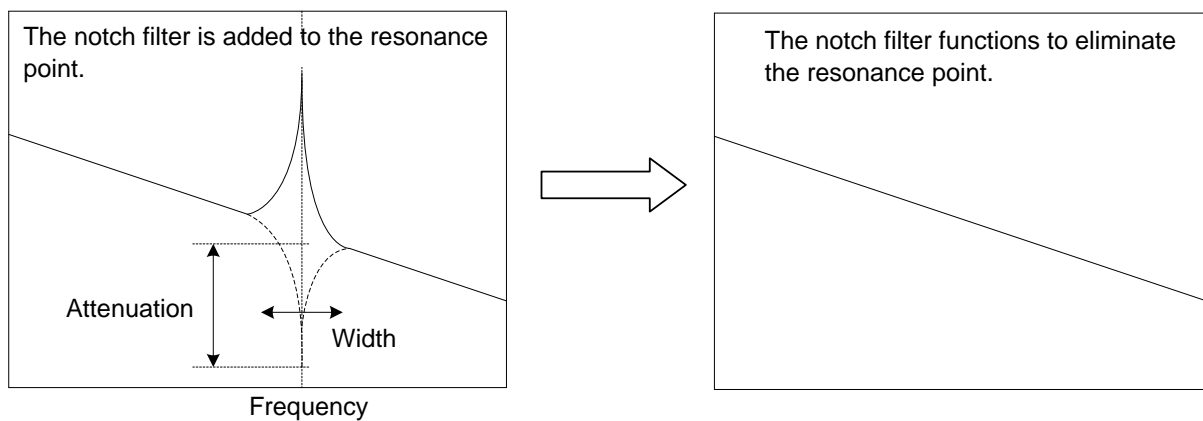 The notch filter is added to the resonance
point.
Attenuation
Width
Frequency
The notch filter functions to eliminate
the resonance point.